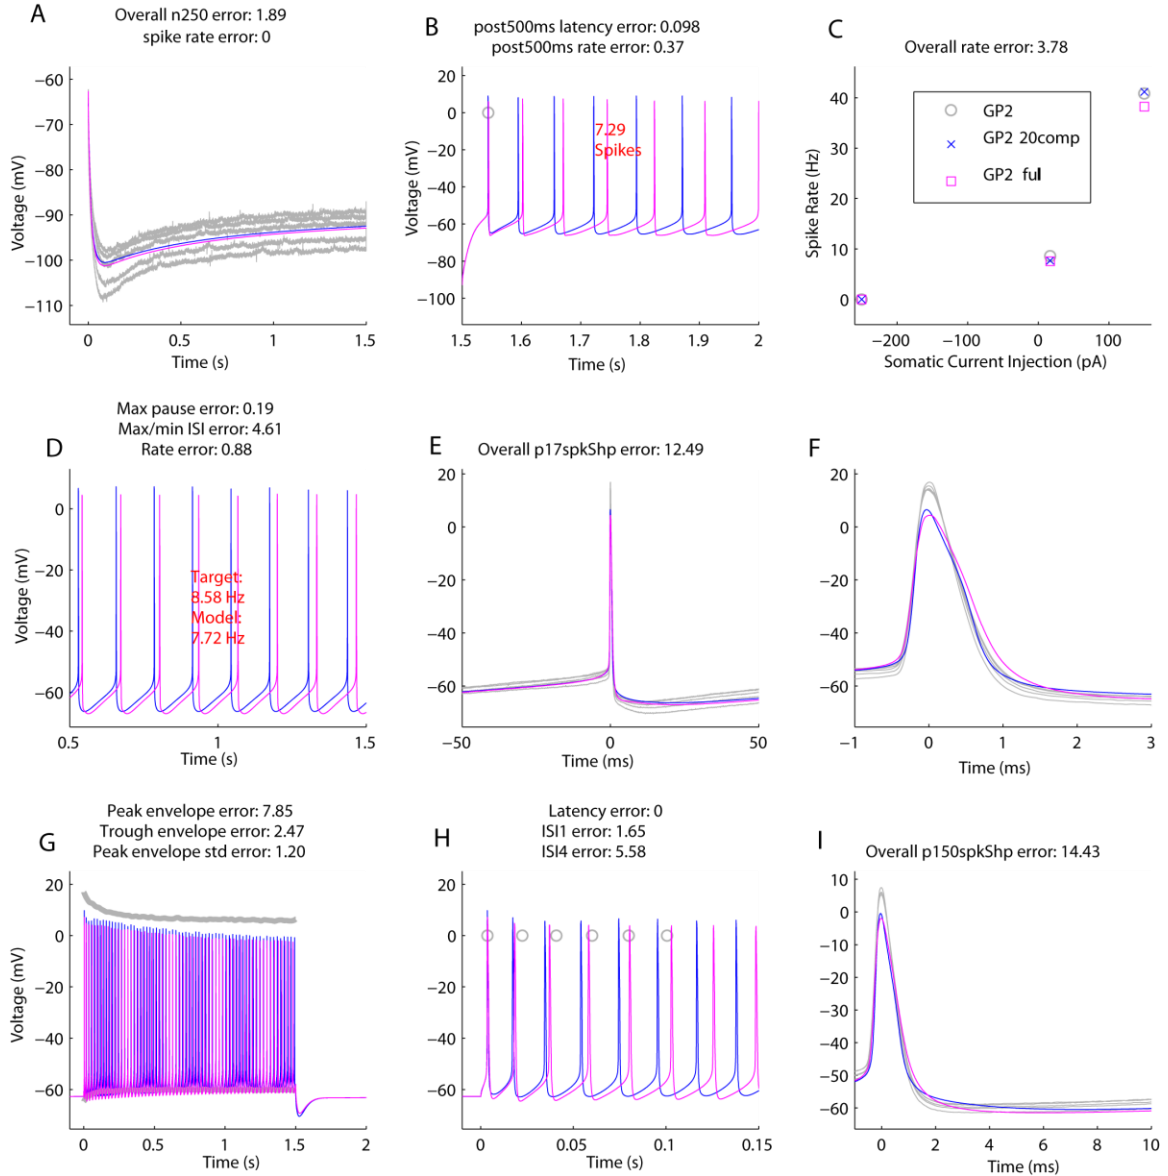 A
Overall n250 error: 1.89
spike rate error: 0
−60
−70
−80
−90
−100
−110
Voltage (mV)
0
0.5
1
1.5
Time (s)
B
post500ms latency error: 0.098
post500ms rate error: 0.37
20
0
−20
−40
−60
−80
−100
Voltage (mV)
7.29
Spikes
1.5
1.6
1.7
1.8
1.9
2
Time (s)
C
Overall rate error: 3.78
40
30
20
10
0
Spike Rate (Hz)
GP2
GP2 20comp
GP2 full
−200
−100
0
100
Somatic Current Injection (pA)
D
Max pause error: 0.19
Max/min ISI error: 4.61
Rate error: 0.88
0
−20
−40
−60
Voltage (mV)
Target:
8.58 Hz
Model:
7.72 Hz
0.5
1
1.5
Time (s)
E
Overall p17spkShp error: 12.49
20
0
−20
−40
−60
−50
0
50
Time (ms)
F
20
0
−20
−40
−60
−1
0
1
2
3
Time (ms)
G
Peak envelope error: 7.85
Trough envelope error: 2.47
Peak envelope std error: 1.20
20
0
−20
−40
−60
Voltage (mV)
0
0.5
1
1.5
2
Time (s)
H
Latency error: 0
ISI1 error: 1.65
ISI4 error: 5.58
20
0
−20
−40
−60
0
0.05
0.1
0.15
Time (s)
I
Overall p150spkShp error: 14.43
10
0
−10
−20
−30
−40
−50
−60
0
2
4
6
8
10
Time (ms)